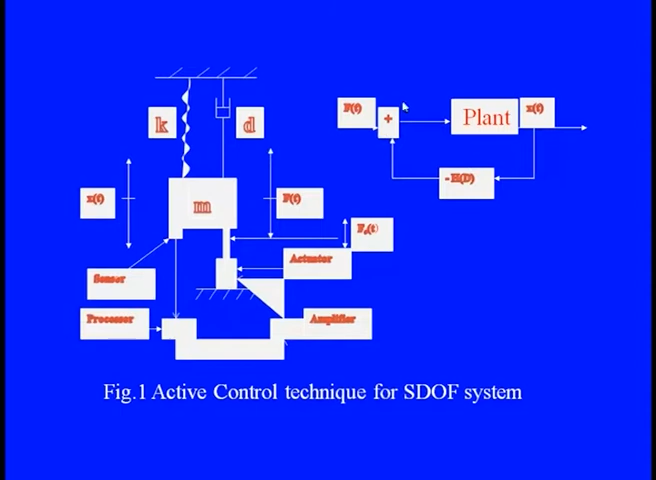 k
d
F(t)
+
Plant
x(t)
-H(D)
x(t)
m
F(t)
Fₐ(t)
Actuator
Sensor
Processor
Amplifier
Fig.1 Active Control technique for SDOF system